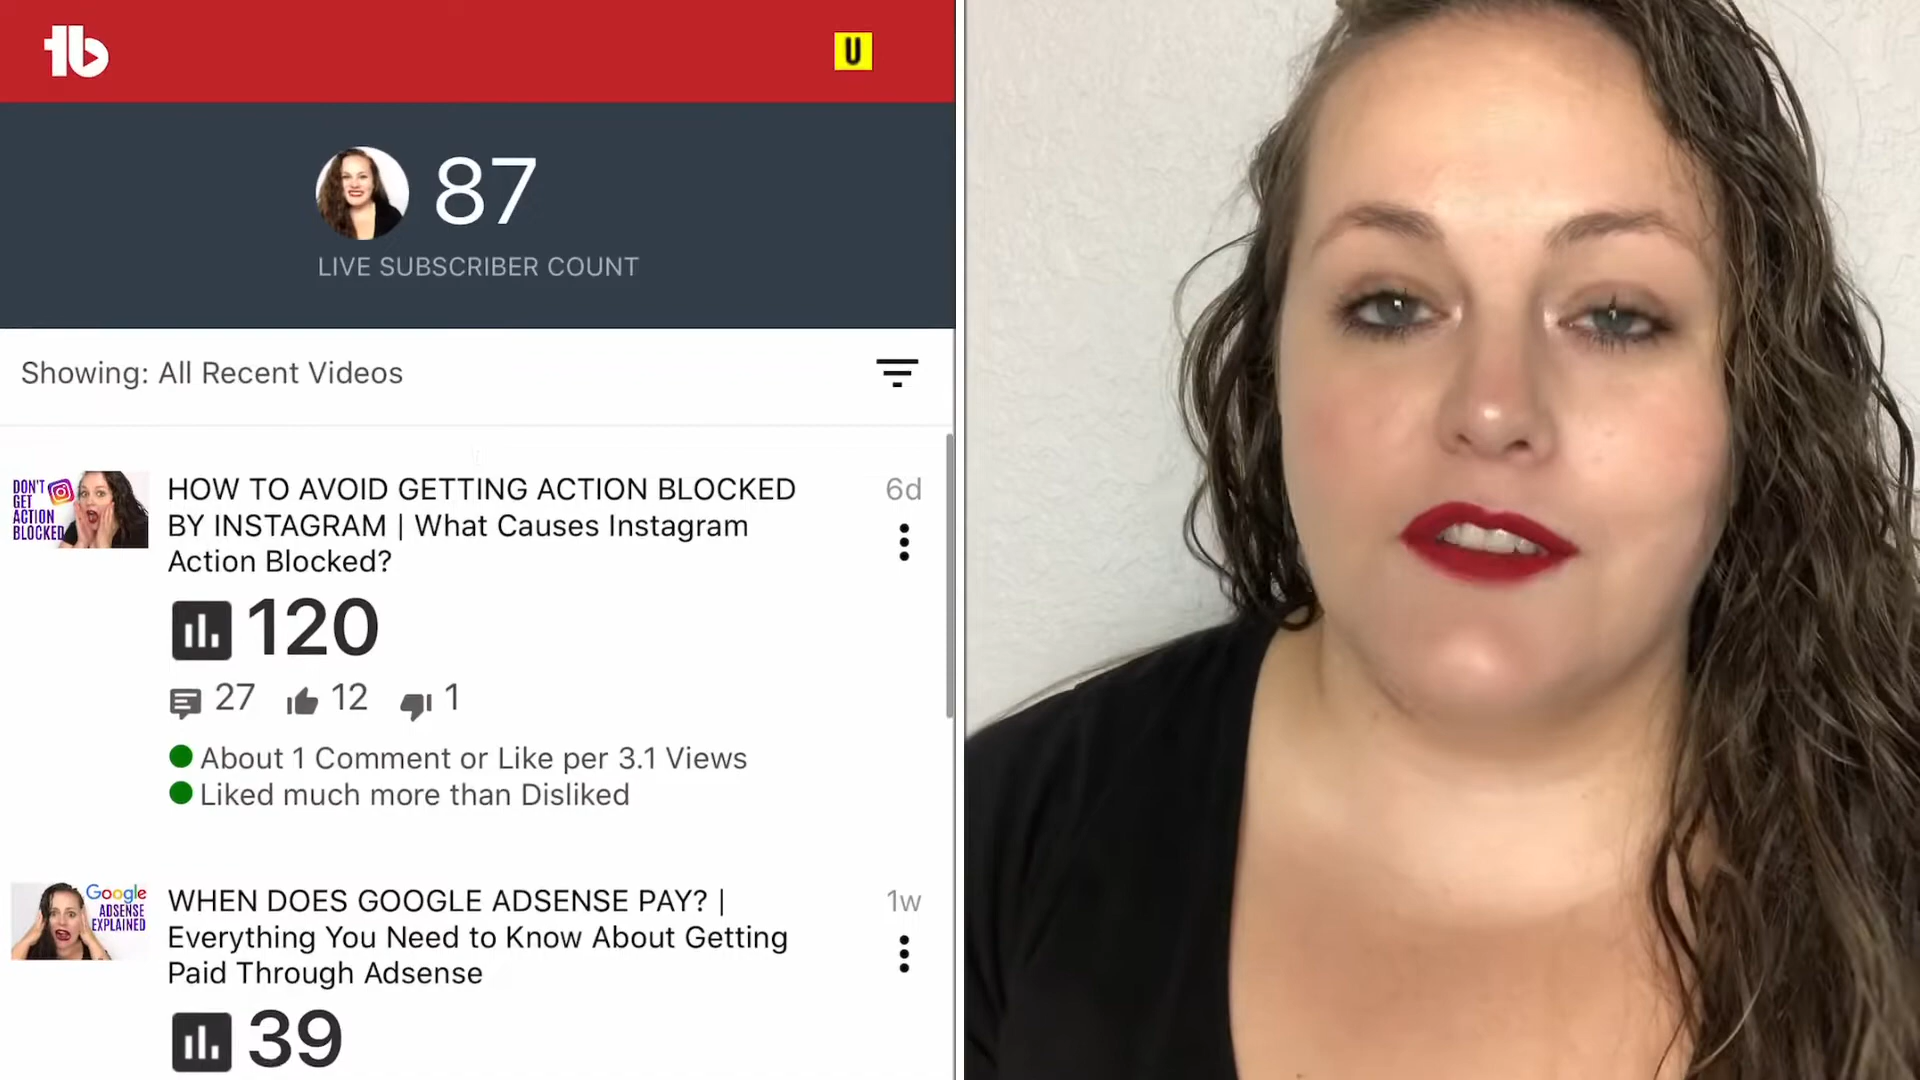 tb
U
87
LIVE SUBSCRIBER COUNT
Showing: All Recent Videos
DON'T
GET
ACTION
BLOCKED
HOW TO AVOID GETTING ACTION BLOCKED
BY INSTAGRAM | What Causes Instagram
Action Blocked?
6d
120
27
12
1
About 1 Comment or Like per 3.1 Views
Liked much more than Disliked
Google
ADSENSE
EXPLAINED
WHEN DOES GOOGLE ADSENSE PAY? |
Everything You Need to Know About Getting
Paid Through Adsense
1w
39